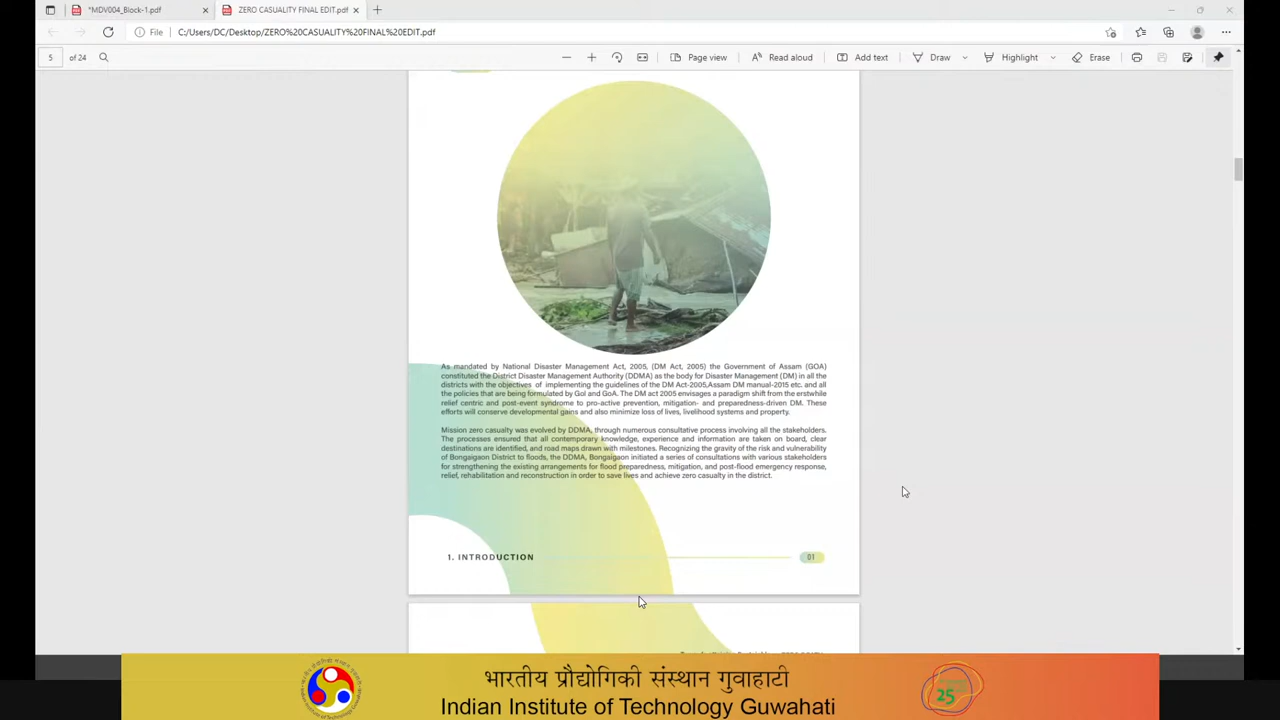 *MDV004_Block-1.pdf
ZERO CASUALITY FINAL EDIT.pdf
File
C:/Users/DC/Desktop/ZERO%20CASUALITY%20FINAL%20EDIT.pdf
5 of 24
Page view
Read aloud
Add text
Draw
Highlight
Erase
As mandated by National Disaster Management Act, 2005, (DM Act, 2005) the Government of Assam (GOA)
constituted the District Disaster Management Authority (DDMA) as the body for Disaster Management (DM) in all the
districts with the objectives of implementing the guidelines of the DM Act-2005,Assam DM manual-2015 etc. and all
the policies that are being formulated by GoI and GoA. The DM act 2005 envisages a paradigm shift from the erstwhile
relief centric and post-event syndrome to pro-active prevention, mitigation- and preparedness-driven DM. These
efforts will conserve developmental gains and also minimize loss of lives, livelihood systems and property.
Mission zero casualty was evolved by DDMA, through numerous consultative process involving all the stakeholders.
The processes ensured that all contemporary knowledge, experience and information are taken on board, clear
destinations are identified, and road maps drawn with milestones. Recognizing the gravity of the risk and vulnerability
of Bongaigaon District to floods, the DDMA, Bongaigaon initiated a series of consultations with various stakeholders
for strengthening the existing arrangements for flood preparedness, mitigation, and post-flood emergency response,
relief, rehabilitation and reconstruction in order to save lives and achieve zero casualty in the district.
1. INTRODUCTION
01
भारतीय प्रौद्योगिकी संस्थान गुवाहाटी
Indian Institute of Technology Guwahati
25